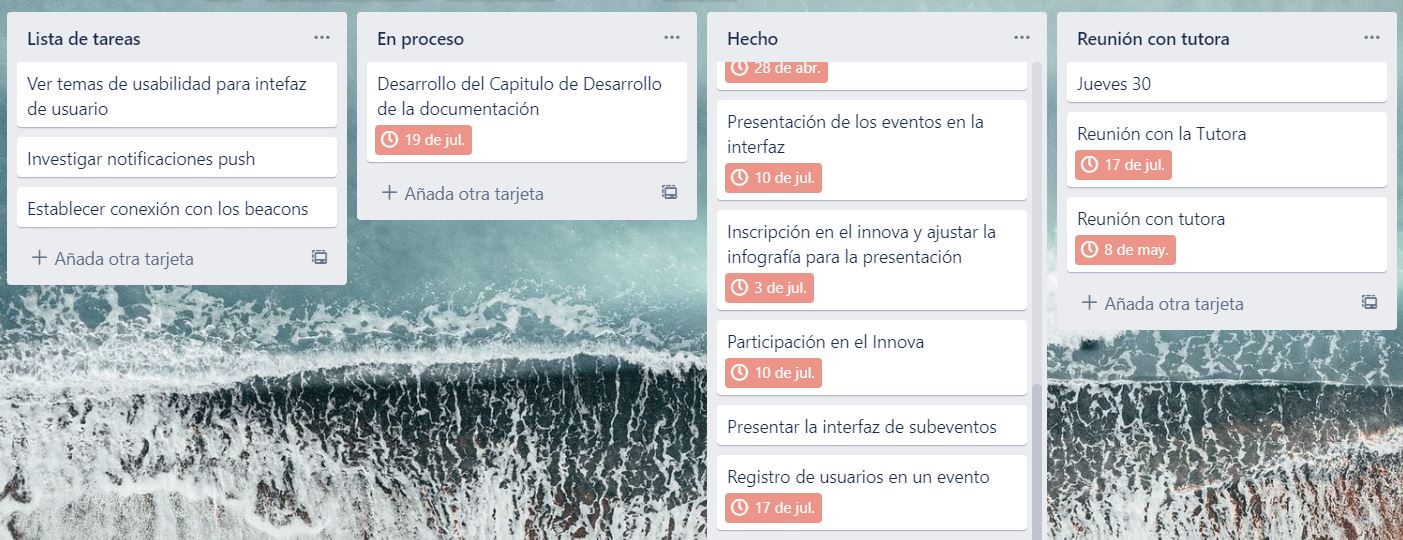 Lista de tareas
Ver temas de usabilidad para intefaz
de usuario
Investigar notificaciones push
Establecer conexión con los beacons
Añada otra tarjeta
En proceso
Desarrollo del Capitulo de Desarrollo
de la documentación
19 de jul.
Añada otra tarjeta
Hecho
28 de abr.
Presentación de los eventos en la
interfaz
10 de jul.
Inscripción en el innova y ajustar la
infografía para la presentación
3 de jul.
Participación en el Innova
10 de jul.
Presentar la interfaz de subeventos
Registro de usuarios en un evento
17 de jul.
Reunión con tutora
Jueves 30
Reunión con la Tutora
17 de jul.
Reunión con tutora
8 de may.
Añada otra tarjeta